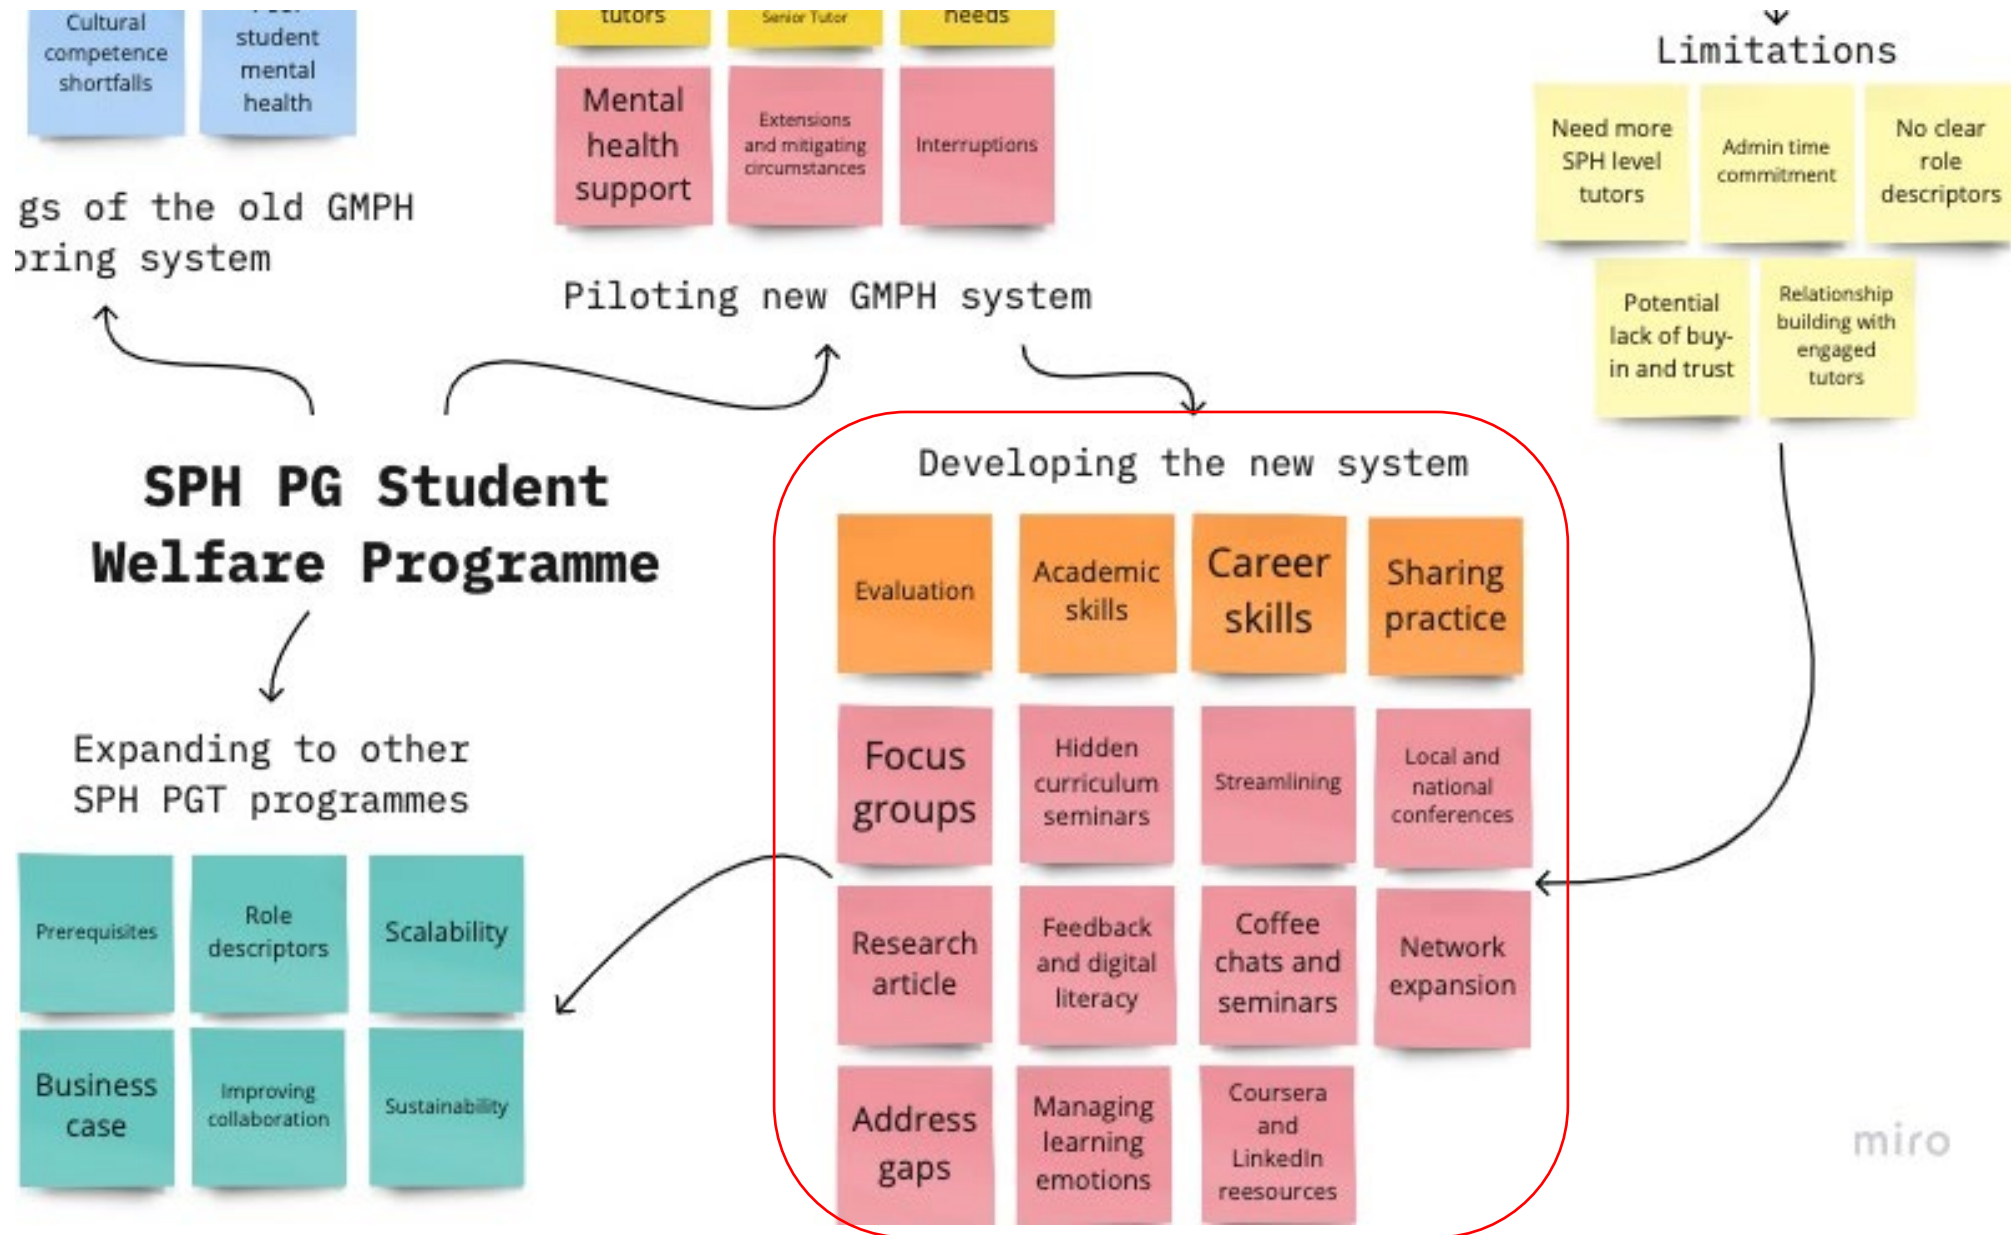 Cultural
competence
shortfalls
student
mental
health
gs of the old GMPH
oring system
tutors
Senior Tutor
needs
Mental
health
support
Extensions
and mitigating
circumstances
Interruptions
Piloting new GMPH system
Limitations
Need more
SPH level
tutors
Admin time
commitment
No clear
role
descriptors
Potential
lack of buy-
in and trust
Relationship
building with
engaged
tutors
SPH PG Student
Welfare Programme
Expanding to other
SPH PGT programmes
Prerequisites
Role
descriptors
Scalability
Business
case
Improving
collaboration
Sustainability
Developing the new system
Evaluation
Academic
skills
Career
skills
Sharing
practice
Focus
groups
Hidden
curriculum
seminars
Streamlining
Local and
national
conferences
Research
article
Feedback
and digital
literacy
Coffee
chats and
seminars
Network
expansion
Address
gaps
Managing
learning
emotions
Coursera
and
LinkedIn
reesources
miro